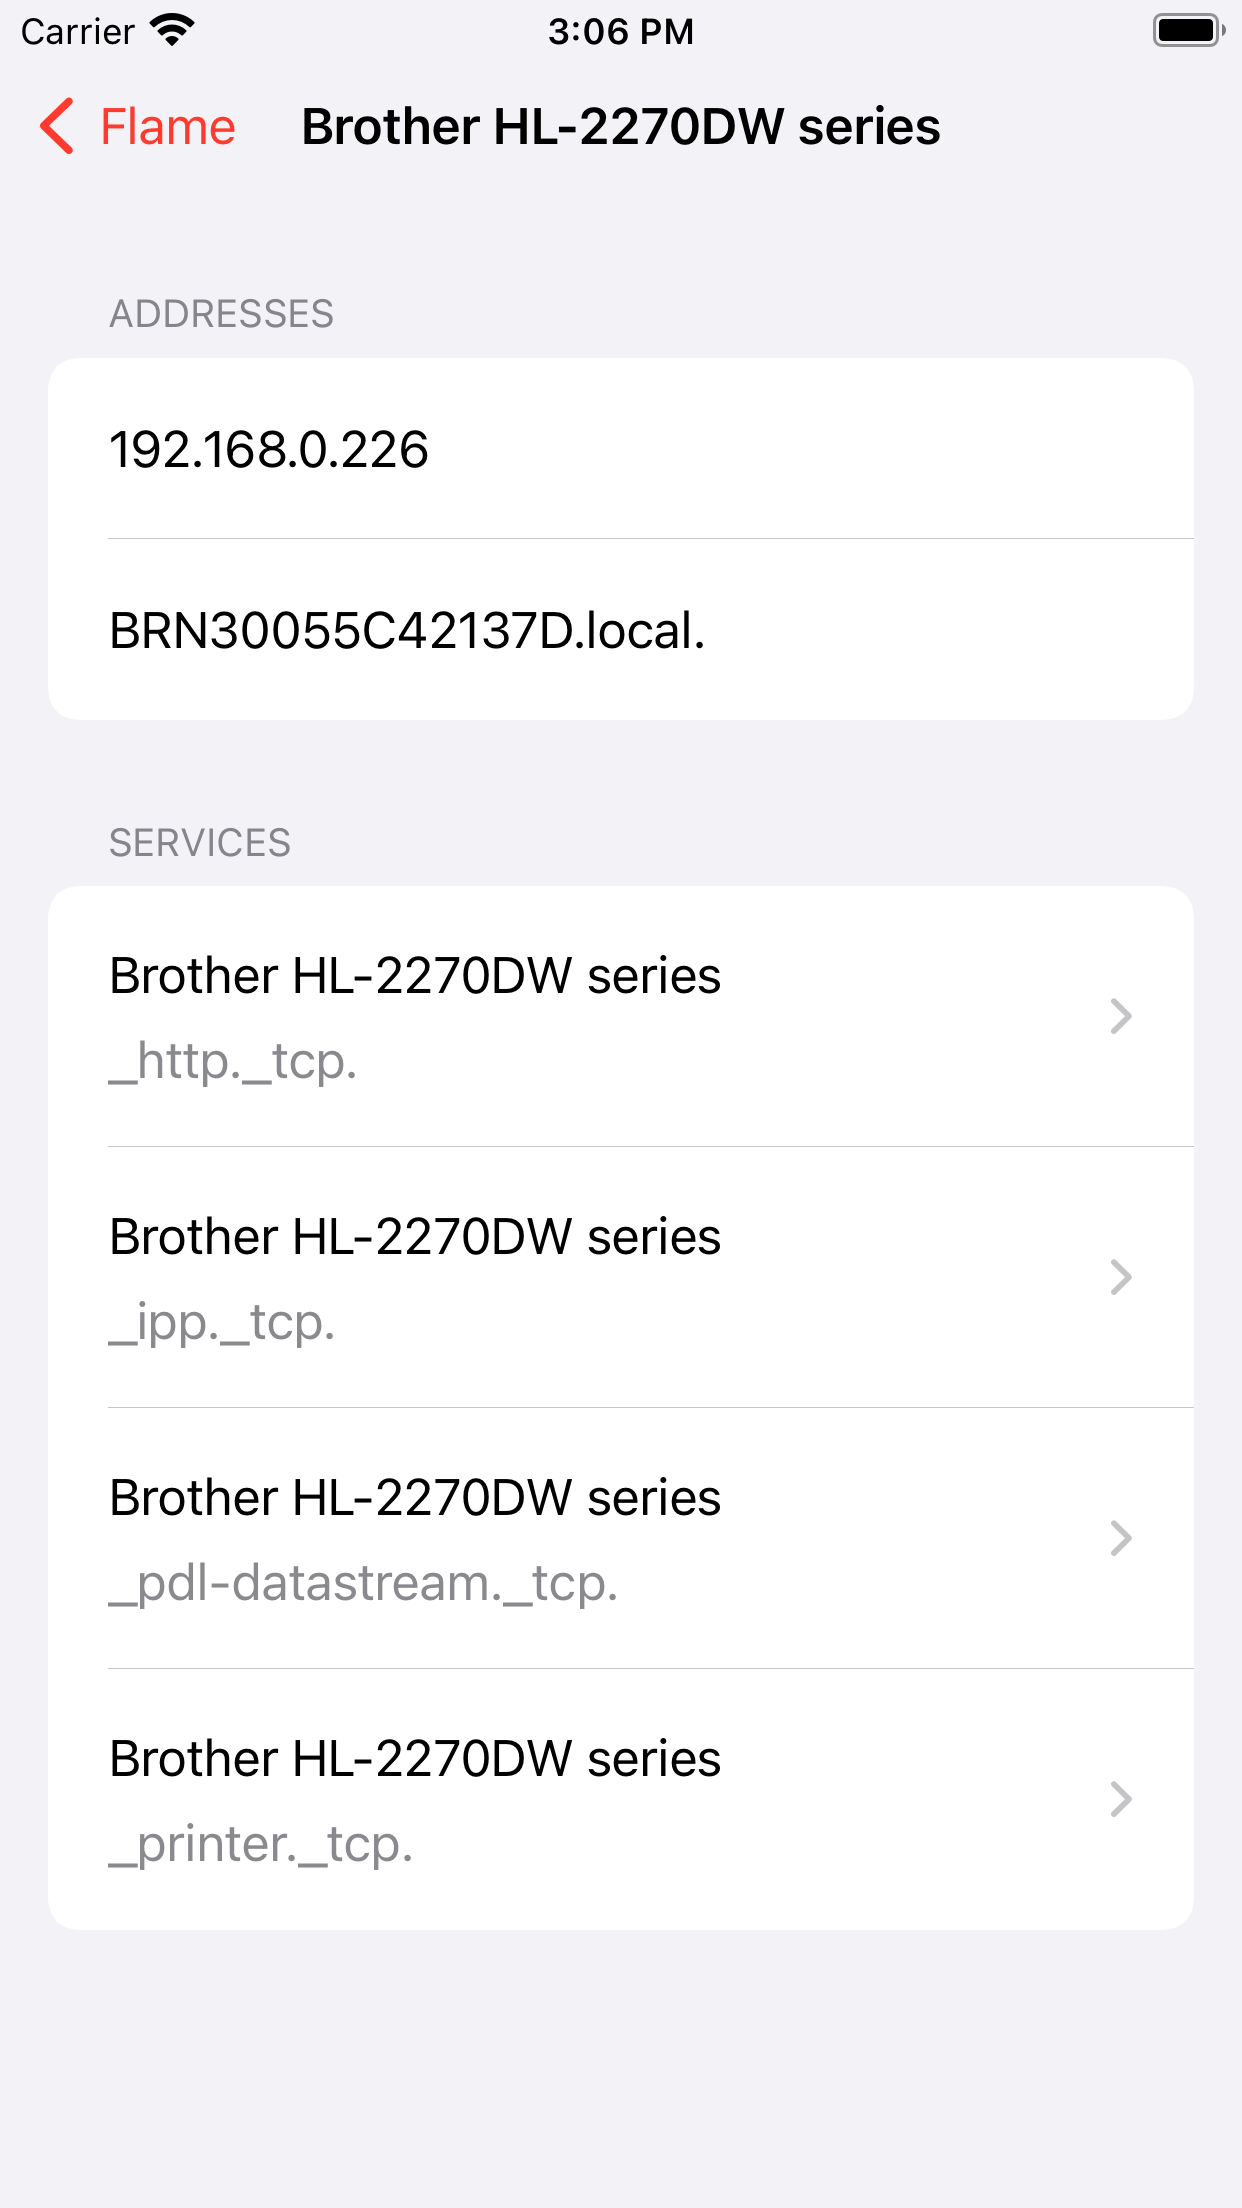 Carrier 3:06 PM
Flame Brother HL-2270DW series
ADDRESSES
192.168.0.226
BRN30055C42137D.local.
SERVICES
Brother HL-2270DW series
_http._tcp.
Brother HL-2270DW series
_ipp._tcp.
Brother HL-2270DW series
_pdl-datastream._tcp.
Brother HL-2270DW series
_printer._tcp.